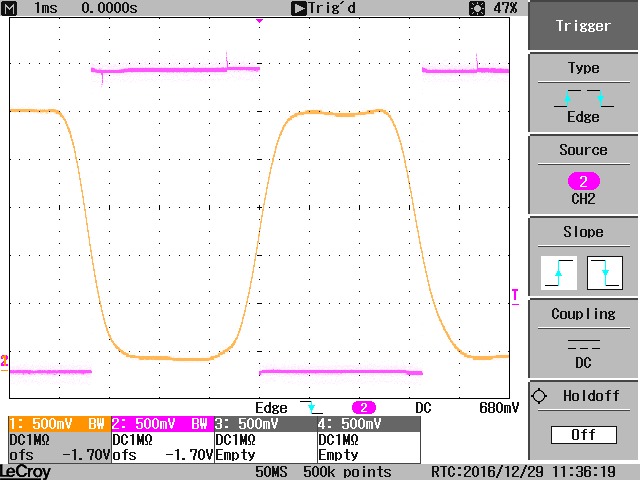 M 1ms 0.0000s Trig'd 47%
Trigger
Type
Edge
Source
2
CH2
Slope
T
Coupling
DC
2
Holdoff
Off
Edge 2 DC 680mV
1: 500mV BW 2: 500mV BW 3: 500mV 4: 500mV
DC1MΩ DC1MΩ DC1MΩ DC1MΩ
ofs -1.70V ofs -1.70V Empty Empty
LeCroy 50MS 500k points RTC:2016/12/29 11:36:19